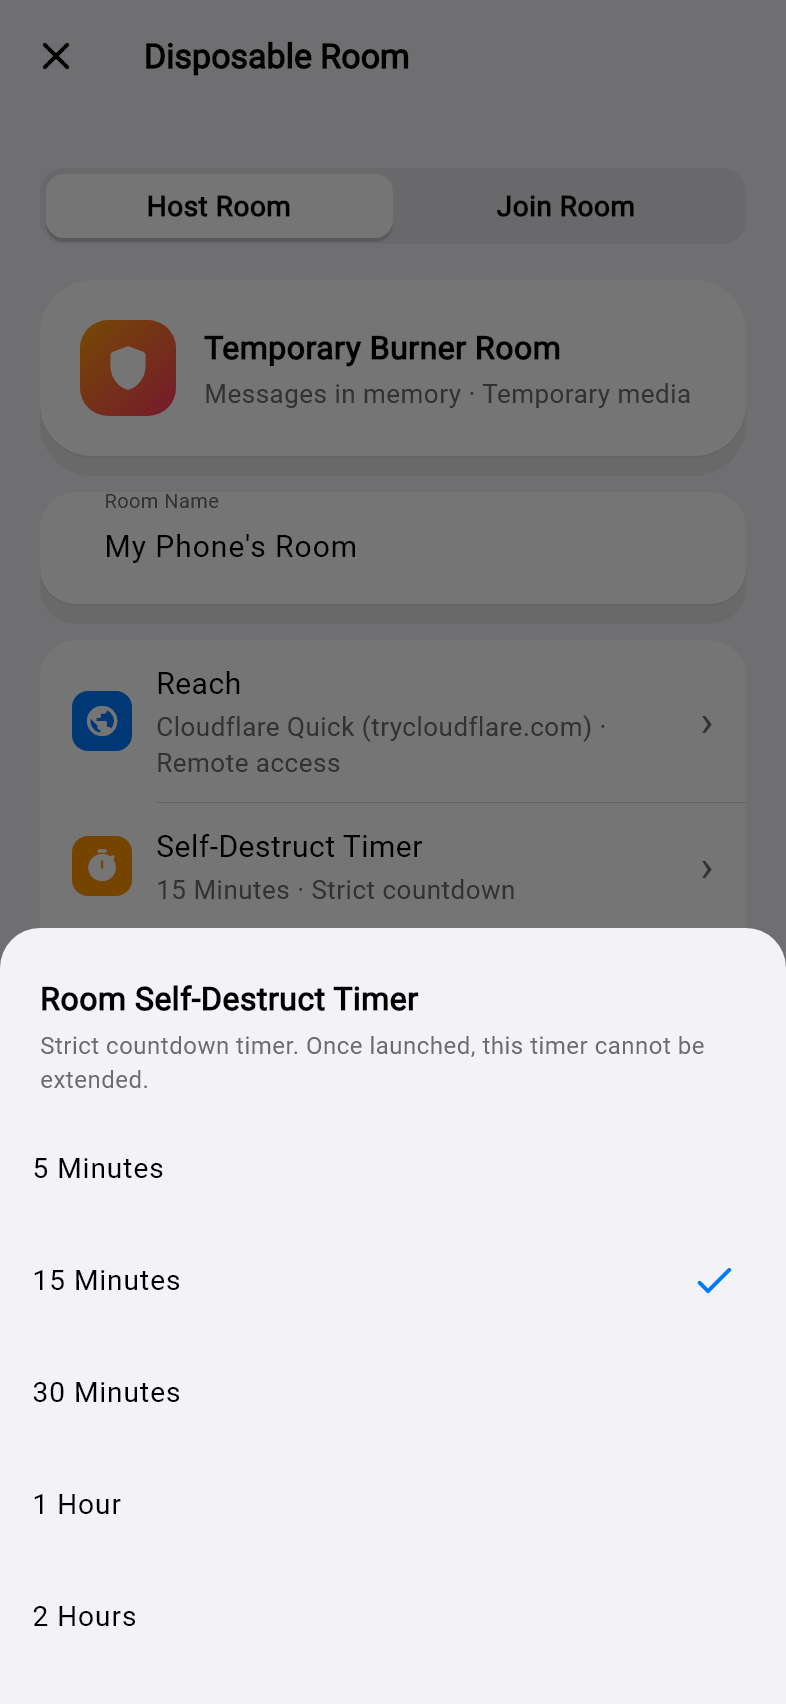 Disposable Room
Host Room
Join Room
Temporary Burner Room
Messages in memory · Temporary media
Room Name
My Phone's Room
Reach
Cloudflare Quick (trycloudflare.com) ·
Remote access
Self-Destruct Timer
15 Minutes · Strict countdown
Room Self-Destruct Timer
Strict countdown timer. Once launched, this timer cannot be
extended.
5 Minutes
15 Minutes
30 Minutes
1 Hour
2 Hours